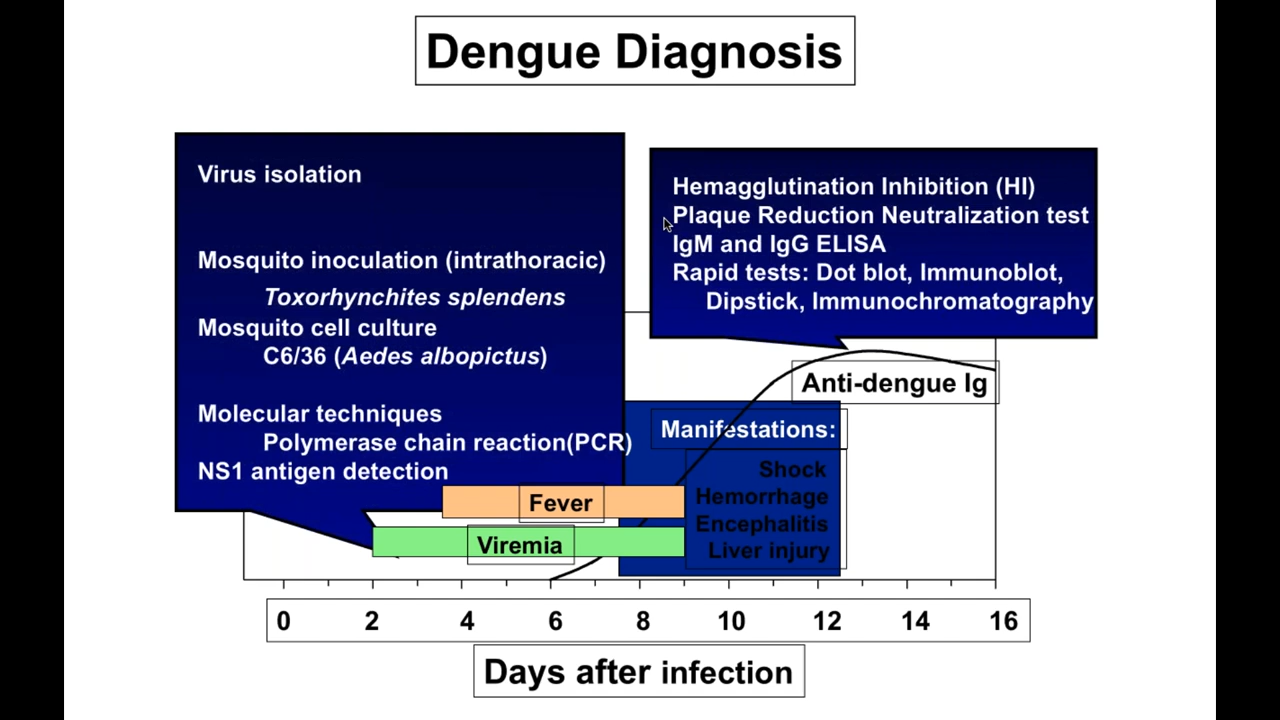 Dengue Diagnosis
Virus isolation
Mosquito inoculation (intrathoracic)
Toxorhynchites splendens
Mosquito cell culture
C6/36 (Aedes albopictus)
Molecular techniques
Polymerase chain reaction(PCR)
NS1 antigen detection
Hemagglutination Inhibition (HI)
Plaque Reduction Neutralization test
IgM and IgG ELISA
Rapid tests: Dot blot, Immunoblot,
Dipstick, Immunochromatography
Anti-dengue Ig
Manifestations:
Shock
Hemorrhage
Encephalitis
Liver injury
Fever
Viremia
0 2 4 6 8 10 12 14 16
Days after infection